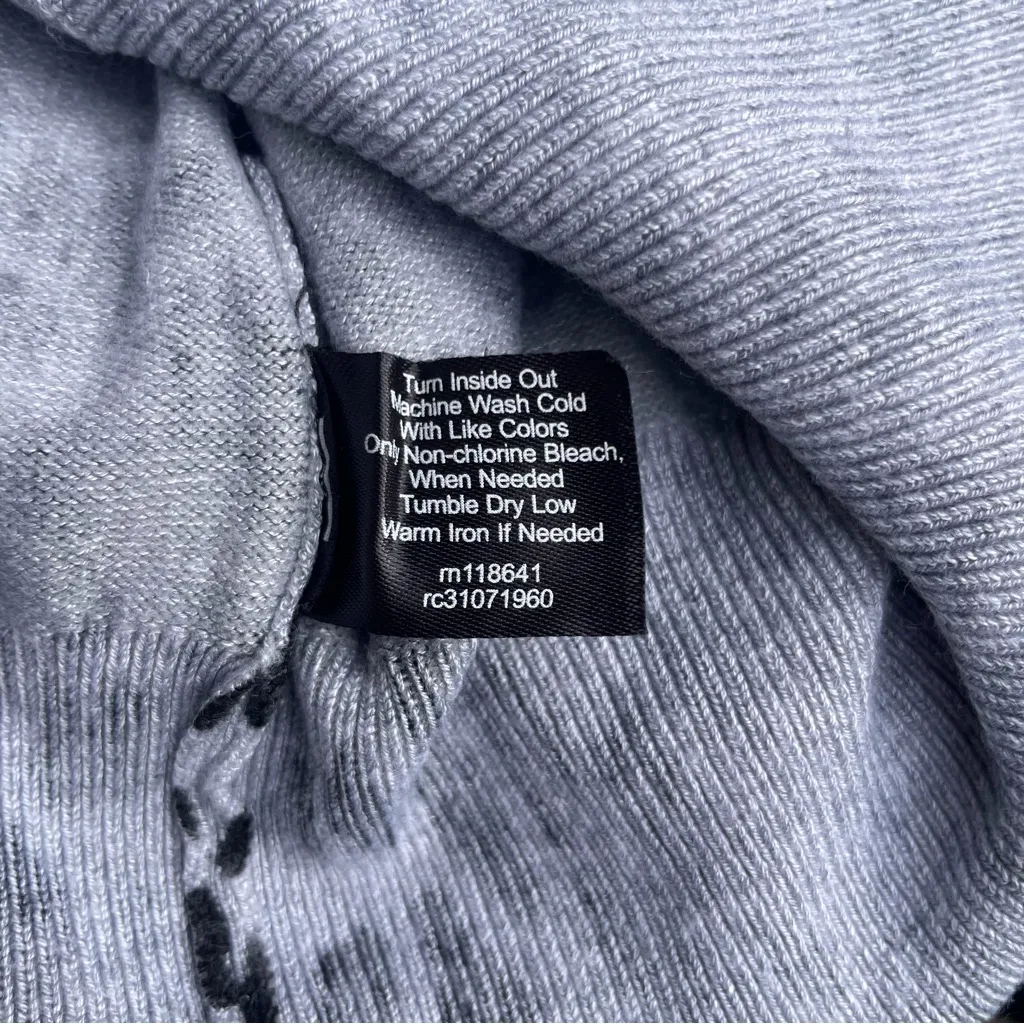 Turn Inside Out
Machine Wash Cold
With Like Colors
Only Non-chlorine Bleach,
When Needed
Tumble Dry Low
Warm Iron If Needed
rn118641
rc31071960